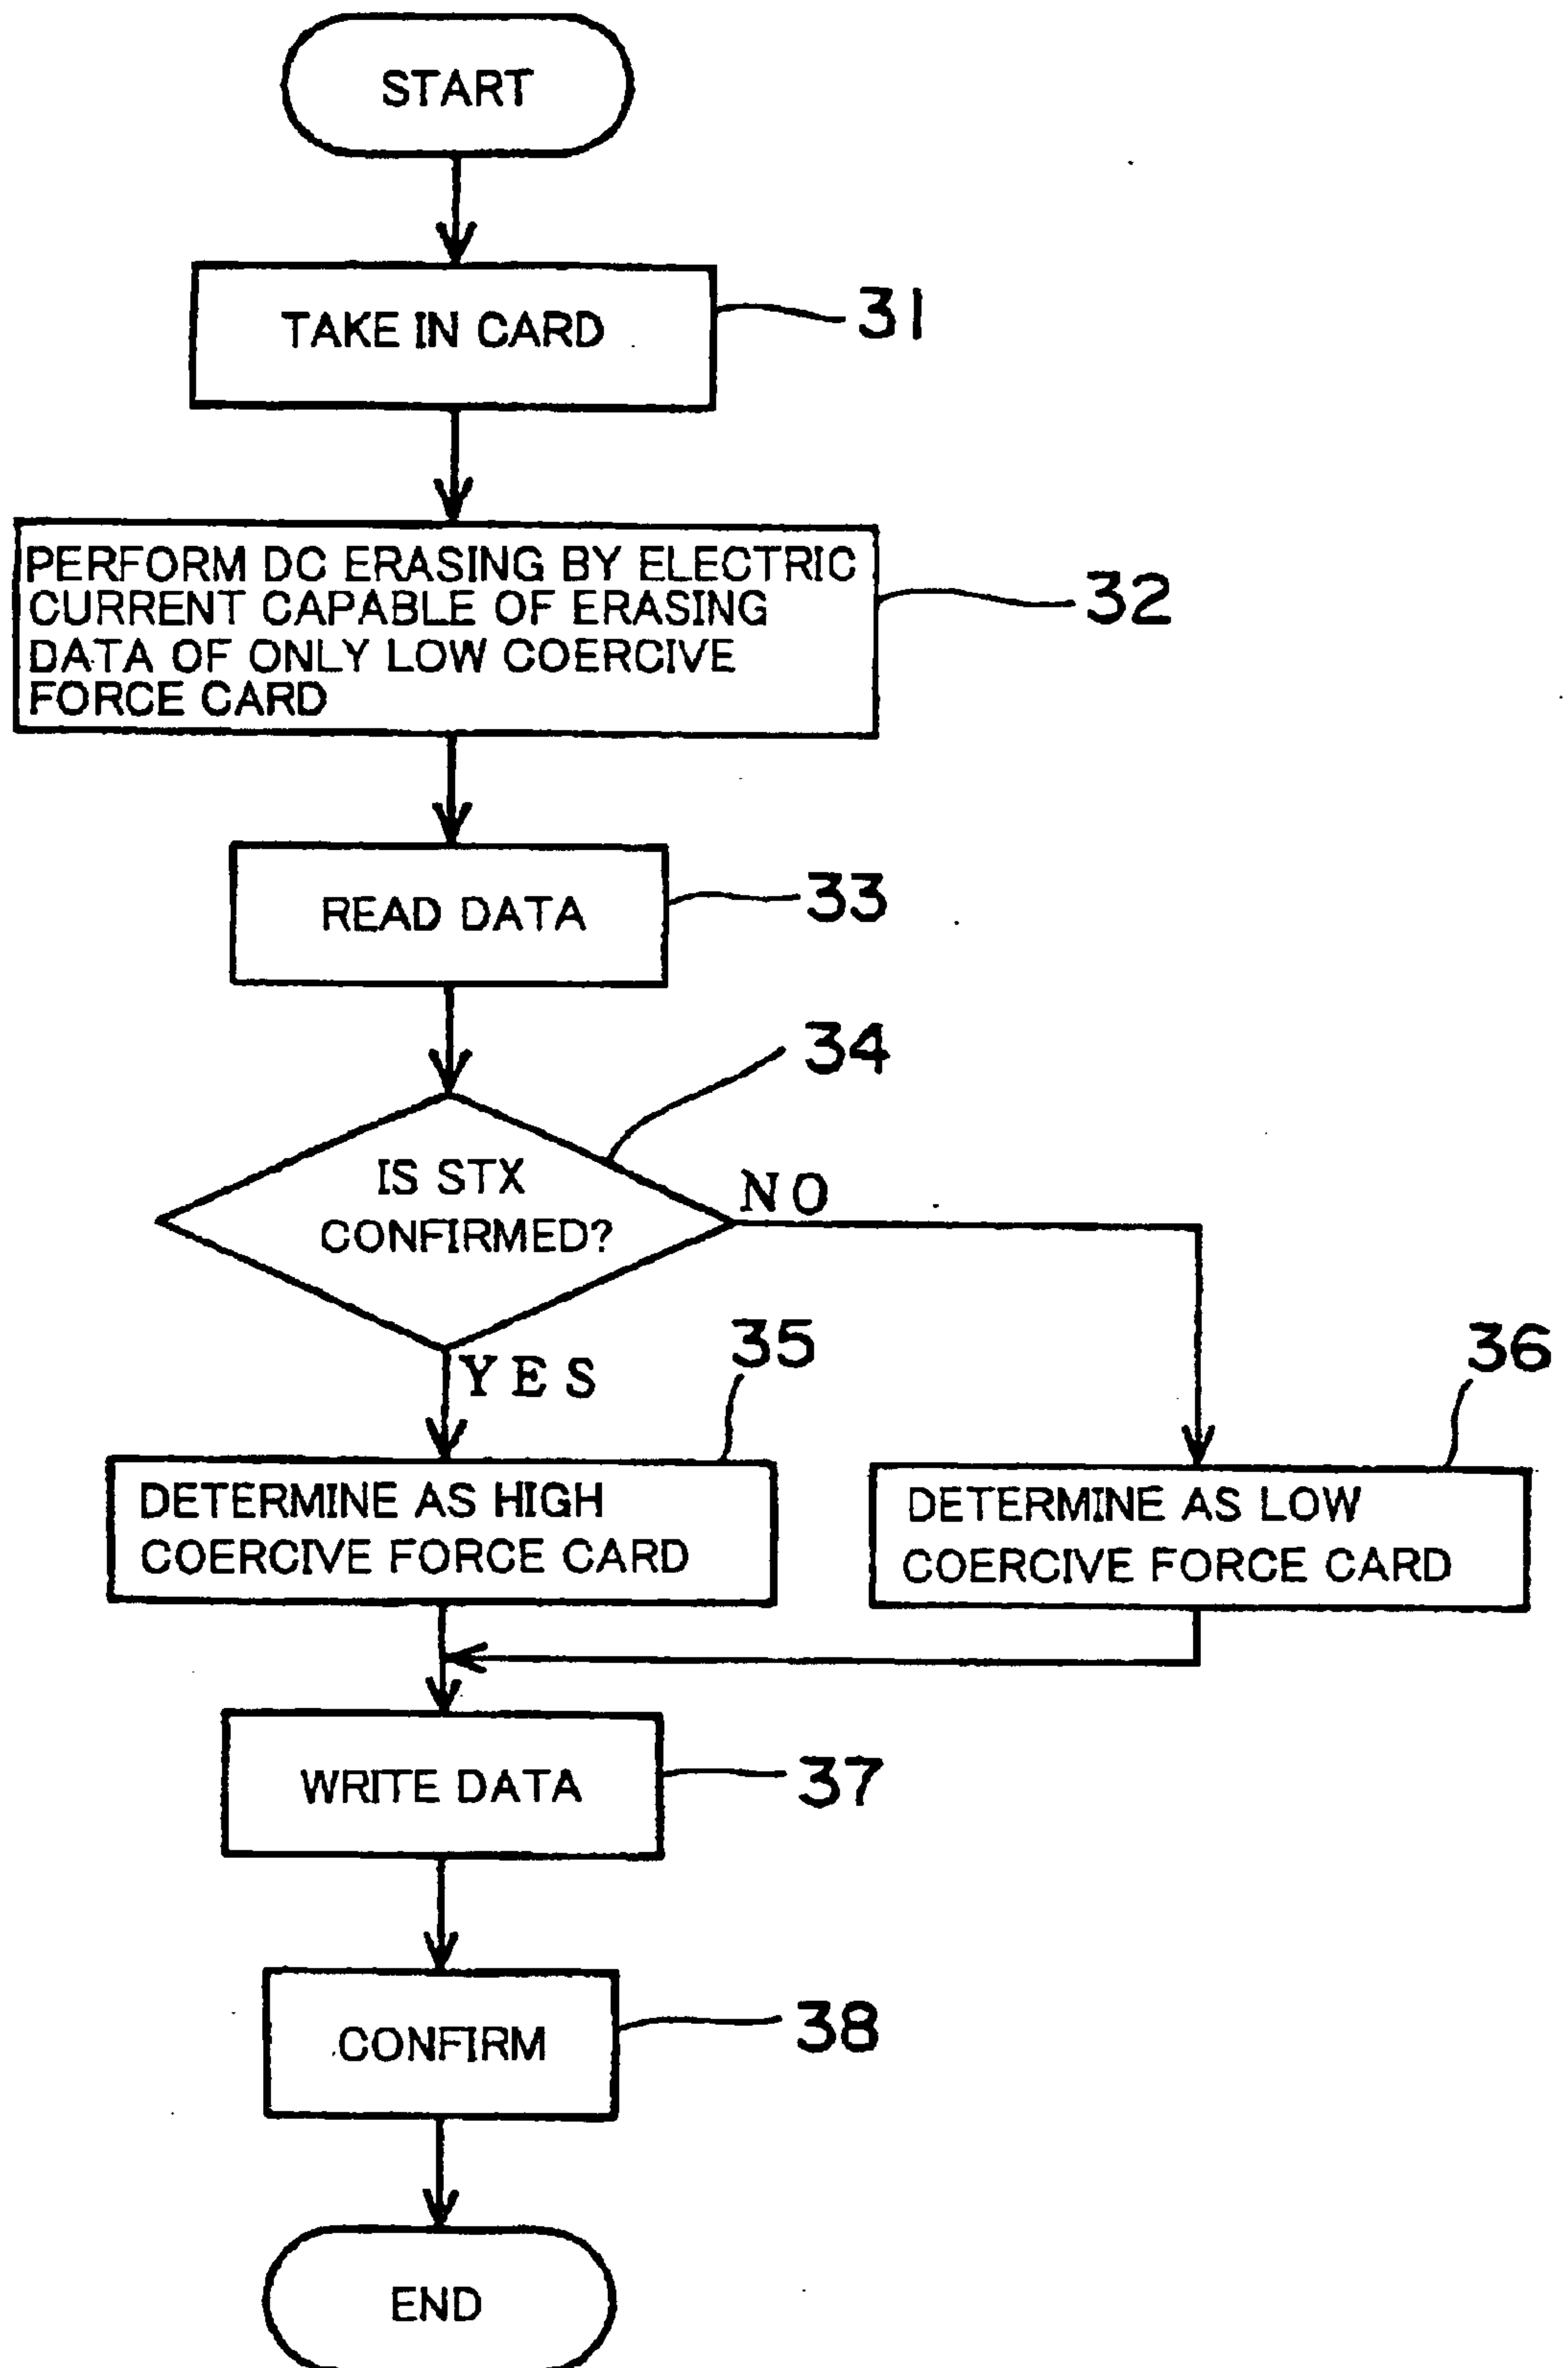 START
TAKE IN CARD
31
PERFORM DC ERASING BY ELECTRIC
CURRENT CAPABLE OF ERASING
DATA OF ONLY LOW COERCIVE
FORCE CARD
32
READ DATA
33
34
IS STX
CONFIRMED?
NO
YES
35
36
DETERMINE AS HIGH
COERCIVE FORCE CARD
DETERMINE AS LOW
COERCIVE FORCE CARD
WRITE DATA
37
CONFIRM
38
END